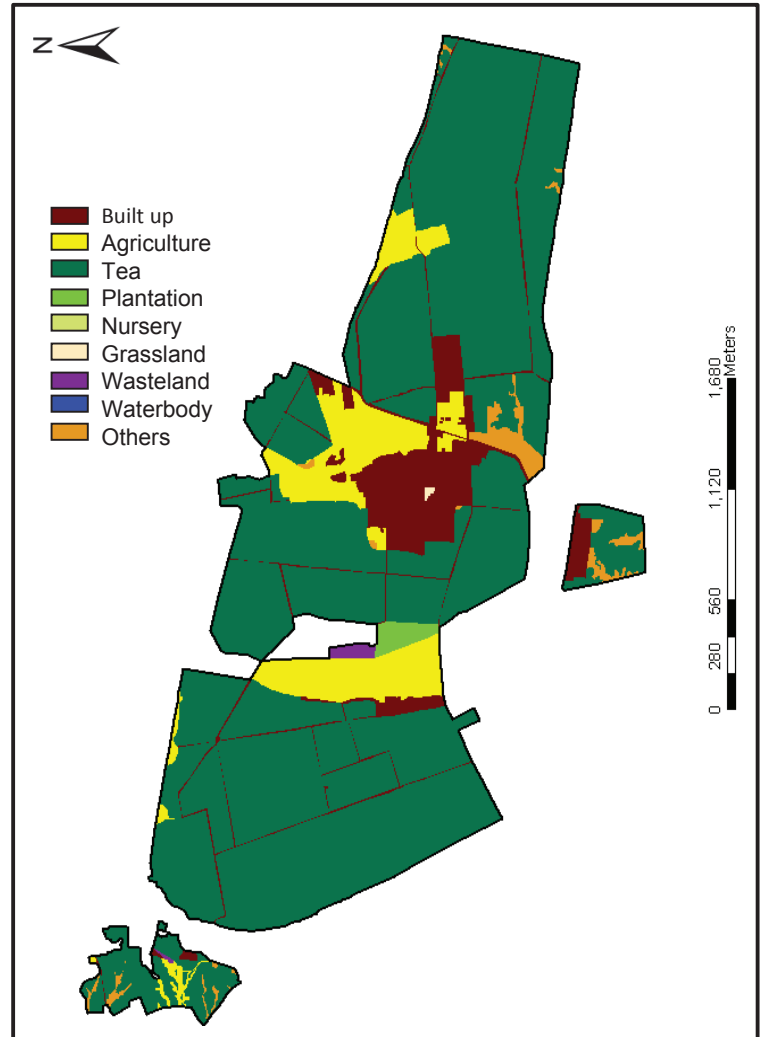 N
Built up
Agriculture
Tea
Plantation
Nursery
Grassland
Wasteland
Waterbody
Others
1,680
Meters
1,120
560
280
0